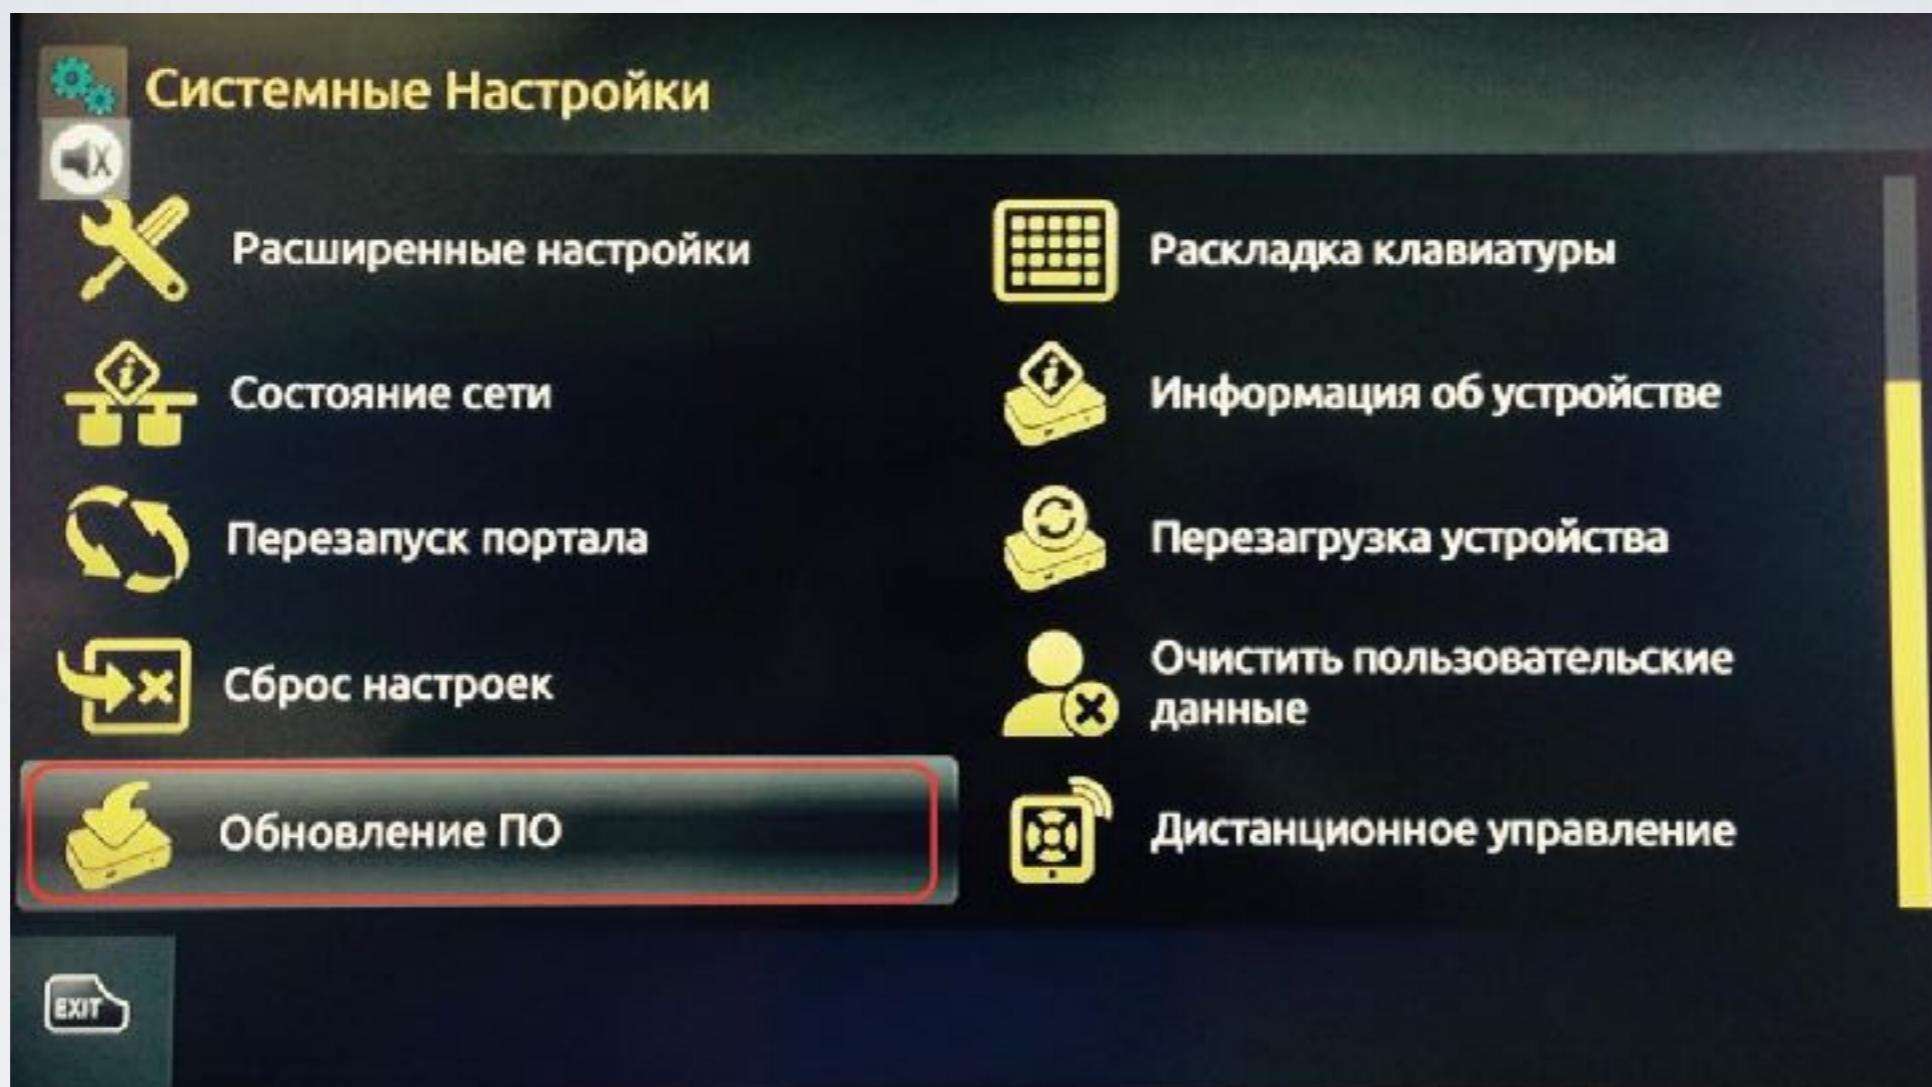 Системные Настройки
Расширенные настройки
Раскладка клавиатуры
Состояние сети
Информация об устройстве
Перезапуск портала
Перезагрузка устройства
Сброс настроек
Очистить пользовательские
данные
Обновление ПО
Дистанционное управление
EXIT